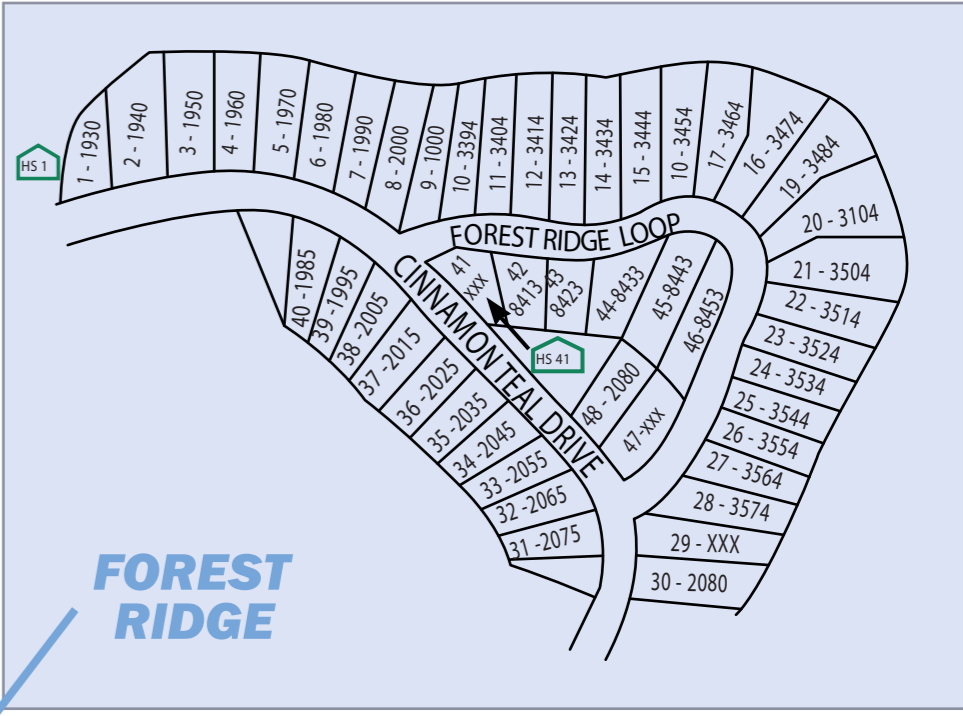 HS 1
1 - 1930
2 - 1940
3 - 1950
4 - 1960
5 - 1970
6 - 1980
7 - 1990
8 - 2000
9 - 1000
10 - 3394
11 - 3404
12 - 3414
13 - 3424
14 - 3434
15 - 3444
10 - 3454
17 - 3464
16 - 3474
19 - 3484
20 - 3104
21 - 3504
22 - 3514
23 - 3524
24 - 3534
25 - 3544
26 - 3554
27 - 3564
28 - 3574
29 - XXX
30 - 2080
FOREST RIDGE LOOP
41
xxx
42
8413
43
8423
44-8433
45-8443
46-8453
HS 41
48 - 2080
47-xxx
CINNAMON TEAL DRIVE
40 -1985
39 -1995
38 -2005
37 -2015
36 -2025
35 -2035
34 -2045
33 -2055
32 -2065
31 -2075
FOREST
RIDGE